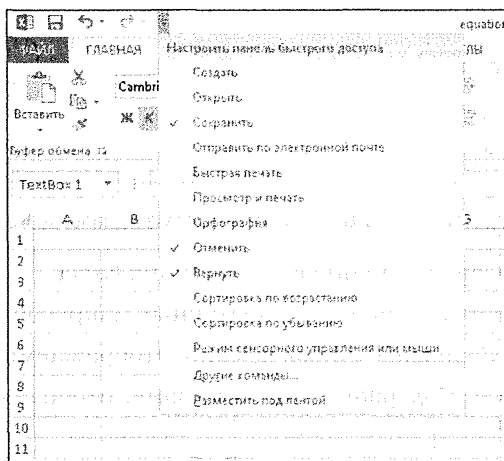 equation
ФАЙЛ ГЛАВНАЯ
Настроить панель быстрого доступа
Создать
Открыть
Сохранить
Отправить по электронной почте
Быстрая печать
Просмотр и печать
Орфография
Отменить
Вернуть
Сортировка по возрастанию
Сортировка по убыванию
Режим сенсорного управления или мыши
Другие команды...
Разместить под лентой
Вставить
Cambri
Ж К
Буфер обмена
TextBox 1
A B G
1
2
3
4
5
6
7
8
9
10
11